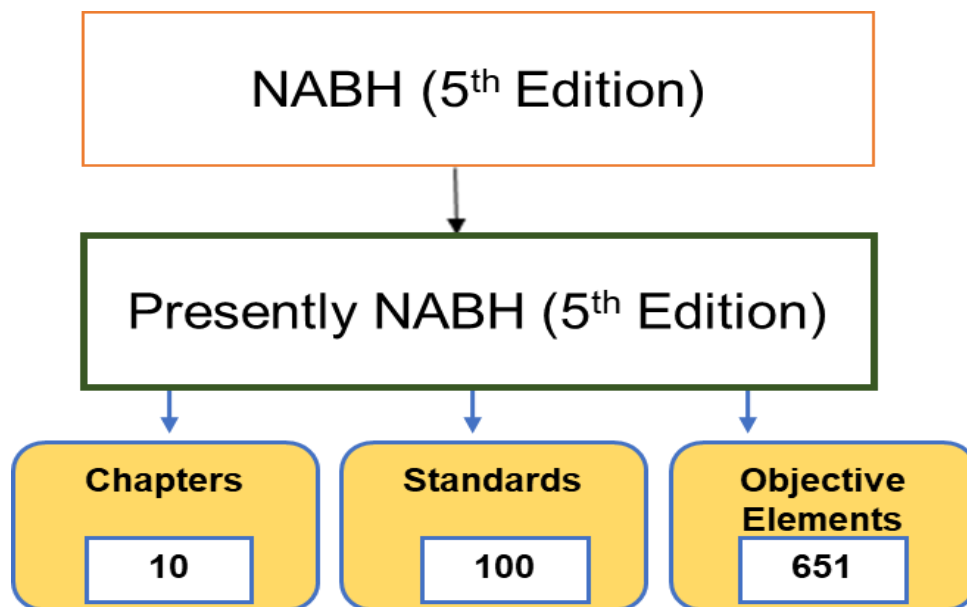 NABH (5th Edition)
Presently NABH (5th Edition)
Chapters
10
Standards
100
Objective
Elements
651